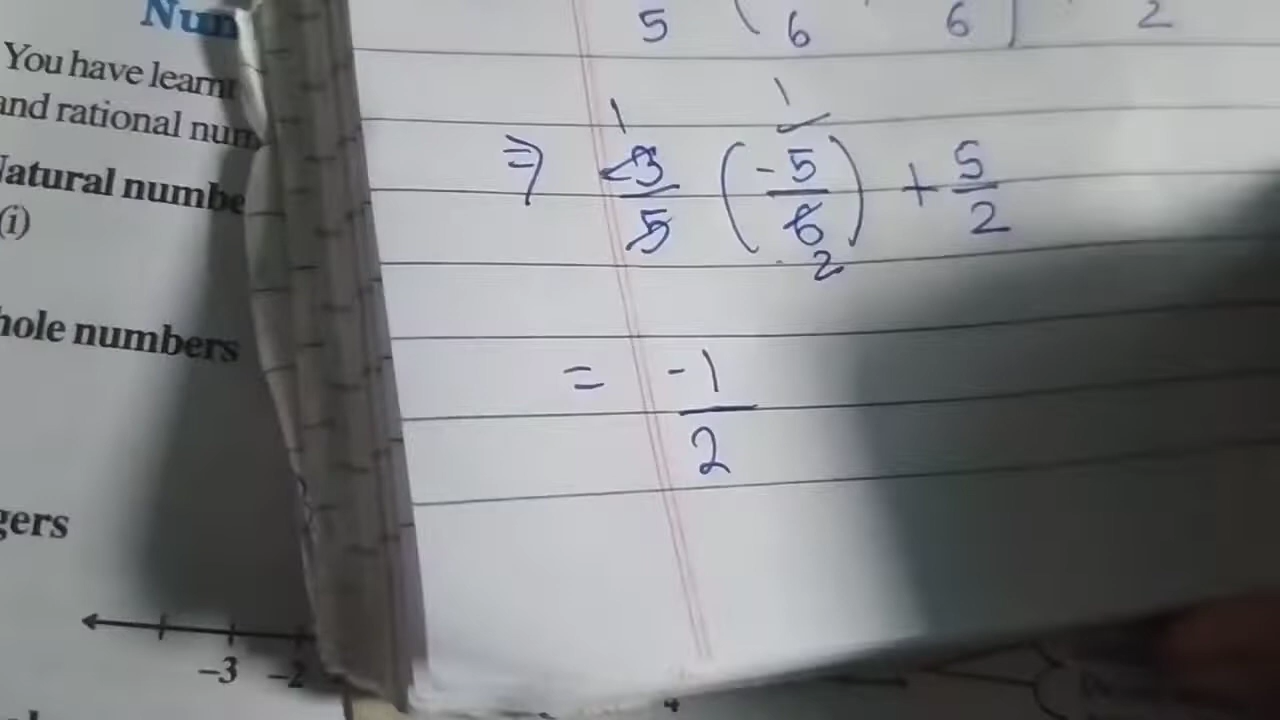 Num
5 ( 6 6 ) 2
You have learnt
and rational num
Natural numbe
(i)
hole numbers
gers
-3 -2
1 1
⇒ 3/5 (-5/6) + 5/2
2
= -1/2